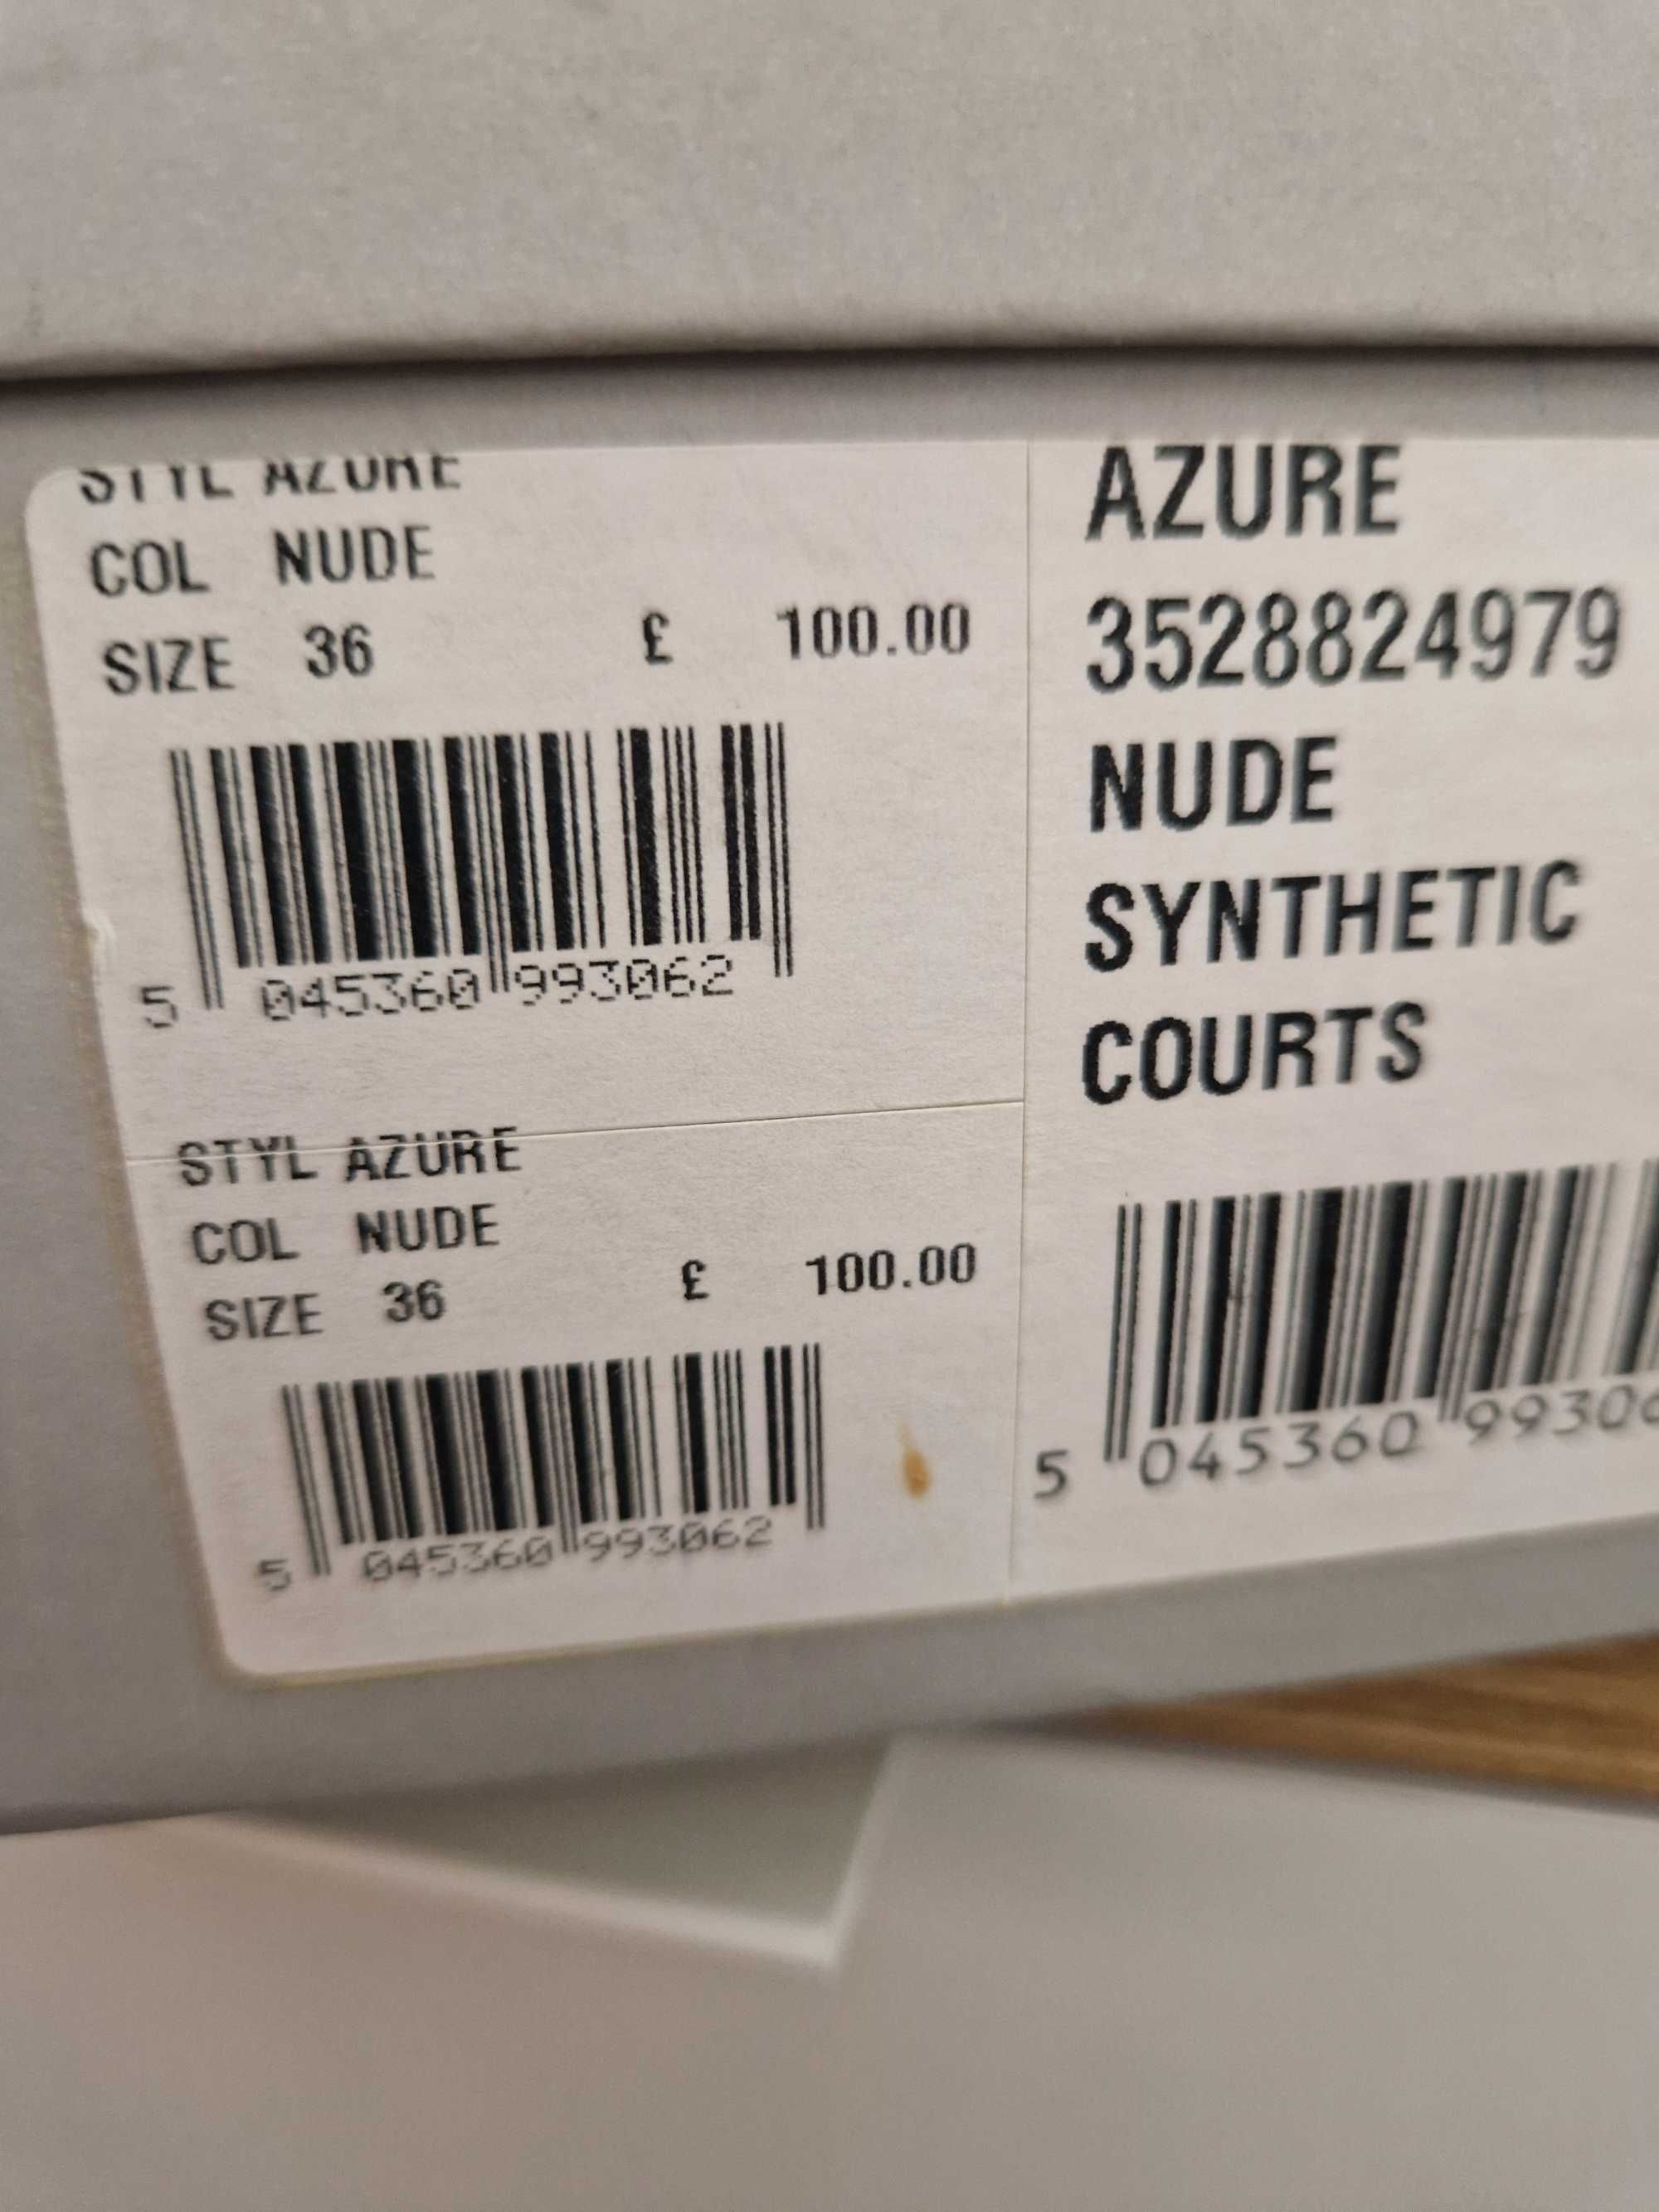 STYL AZURE
COL NUDE
SIZE 36 £ 100.00
5 045360 993062
STYL AZURE
COL NUDE
SIZE 36 £ 100.00
5 045360 993062
AZURE
3528824979
NUDE
SYNTHETIC
COURTS
5 045360 99306